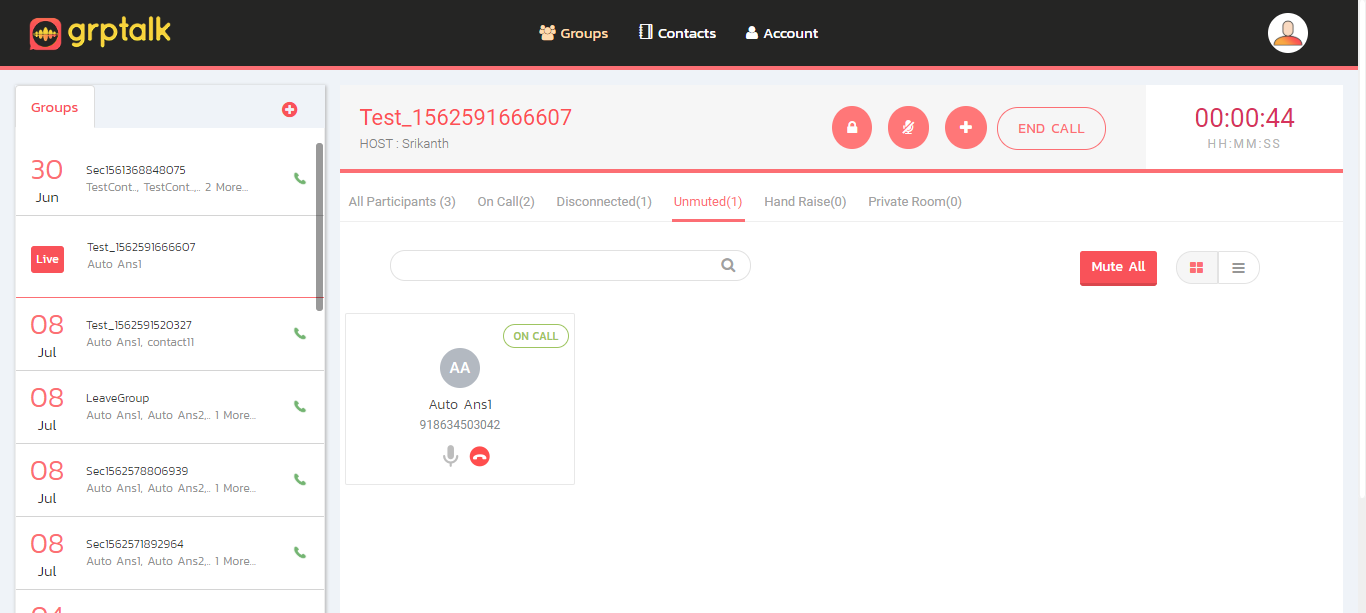 grptalk
Groups Contacts Account
Groups
30 Jun
Sec1561368848075
TestCont.., TestCont..,.. 2 More...
Live
Test_1562591666607
Auto Ans1
08 Jul
Test_1562591520327
Auto Ans1, contact11
08 Jul
LeaveGroup
Auto Ans1, Auto Ans2,.. 1 More...
08 Jul
Sec1562578806939
Auto Ans1, Auto Ans2,.. 1 More...
08 Jul
Sec1562571892964
Auto Ans1, Auto Ans2,.. 1 More...
Test_1562591666607
HOST : Srikanth
END CALL
00:00:44
HH:MM:SS
All Participants (3) On Call(2) Disconnected(1) Unmuted(1) Hand Raise(0) Private Room(0)
Mute All
ON CALL
AA
Auto Ans1
918634503042